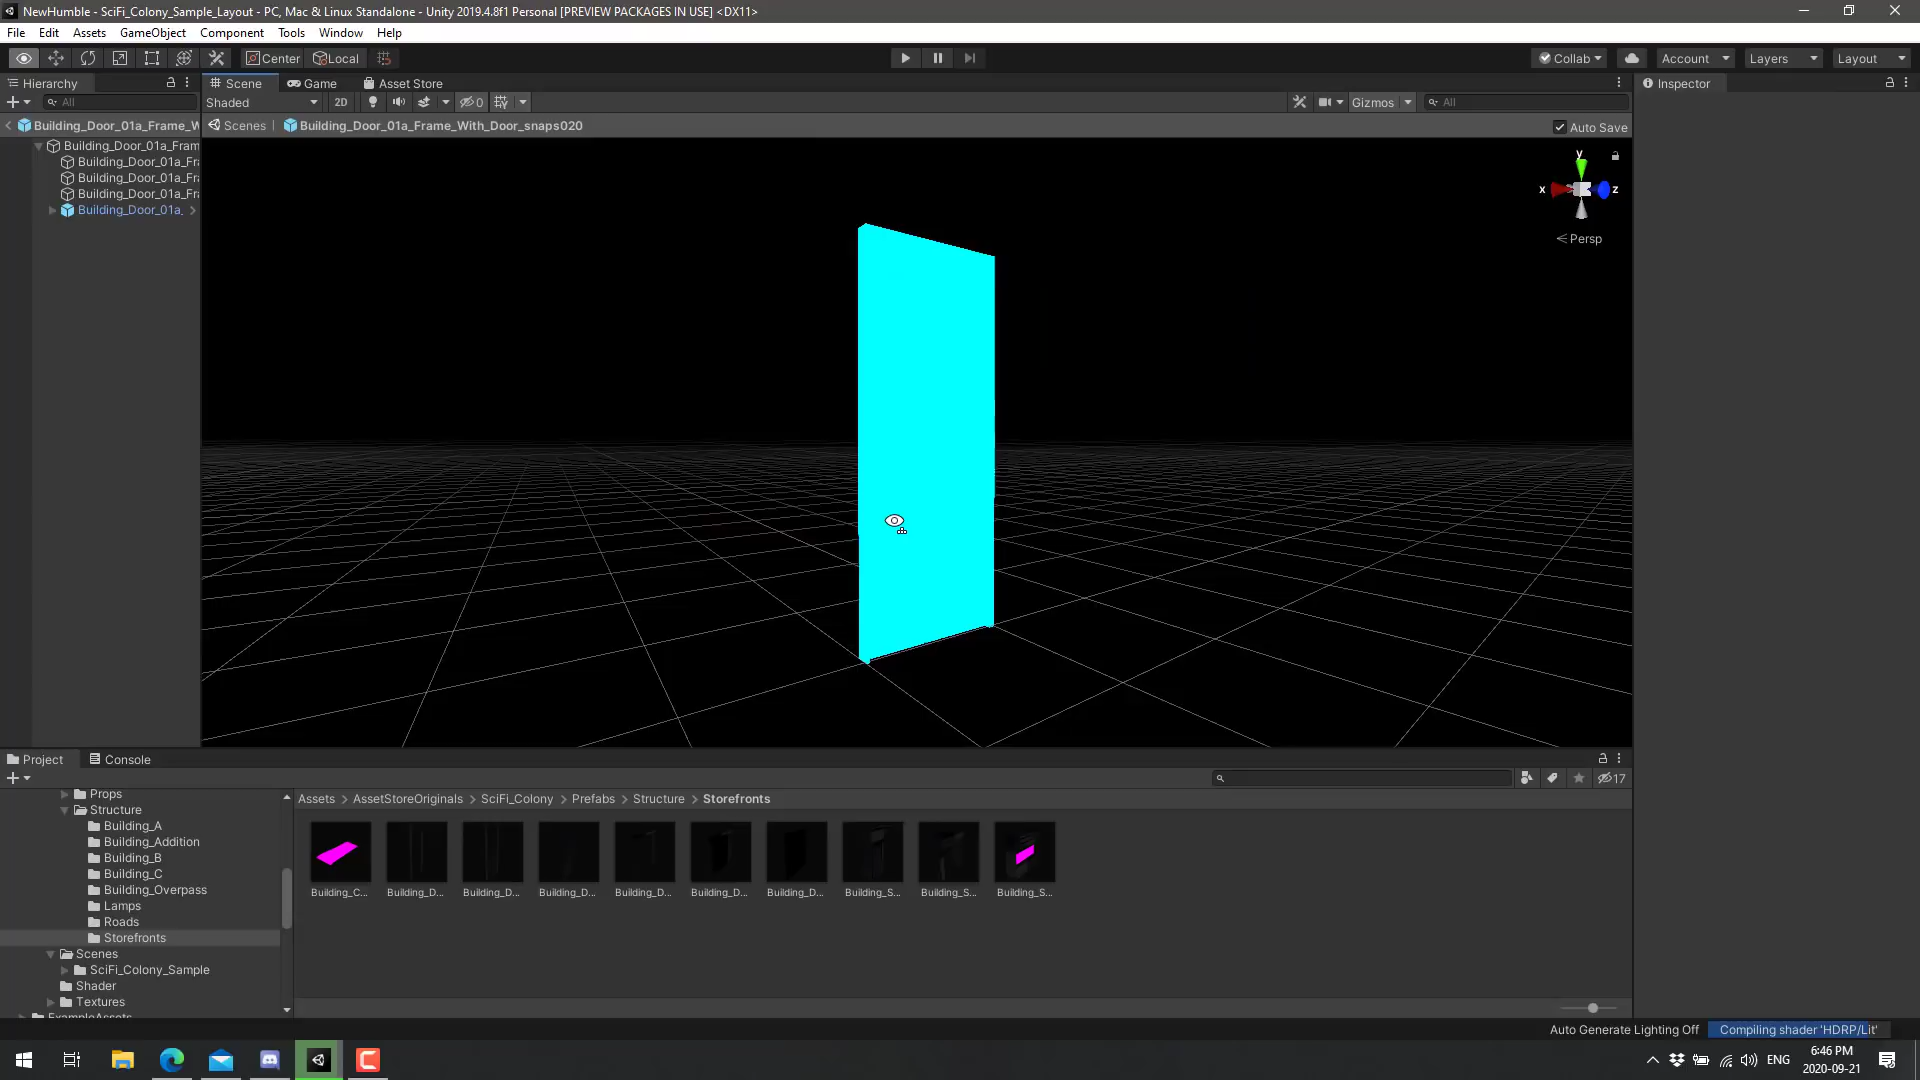 NewHumble - SciFi_Colony_Sample_Layout - PC, Mac & Linux Standalone - Unity 2019.4.8f1 Personal [PREVIEW PACKAGES IN USE] <DX11>
File Edit Assets GameObject Component Tools Window Help
Center Local Collab Account Layers Layout
Hierarchy Scene Game Asset Store Inspector
All Shaded 2D 0 Gizmos All
Building_Door_01a_Frame_W Scenes Building_Door_01a_Frame_With_Door_snaps020 Auto Save
Building_Door_01a_Fram
Building_Door_01a_Fra
Building_Door_01a_Fra
Building_Door_01a_Fra
Building_Door_01a_
y
x z
Persp
Project Console
17
Assets > AssetStoreOriginals > SciFi_Colony > Prefabs > Structure > Storefronts
Props
Structure
Building_A
Building_Addition
Building_B
Building_C
Building_Overpass
Lamps
Roads
Storefronts
Scenes
SciFi_Colony_Sample
Shader
Textures
ExampleAssets
Building_C... Building_D... Building_D... Building_D... Building_D... Building_D... Building_D... Building_S... Building_S... Building_S...
Auto Generate Lighting Off Compiling shader 'HDRP/Lit'
ENG 6:46 PM
2020-09-21